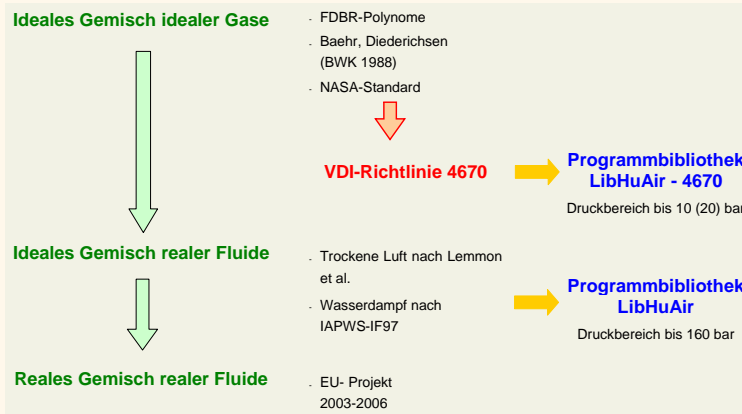 Ideales Gemisch idealer Gase
- FDBR-Polynome
- Baehr, Diederichsen
(BWK 1988)
- NASA-Standard
VDI-Richtlinie 4670
Programmbibliothek
LibHuAir - 4670
Druckbereich bis 10 (20) bar
Ideales Gemisch realer Fluide
- Trockene Luft nach Lemmon
et al.
- Wasserdampf nach
IAPWS-IF97
Programmbibliothek
LibHuAir
Druckbereich bis 160 bar
Reales Gemisch realer Fluide
- EU- Projekt
2003-2006